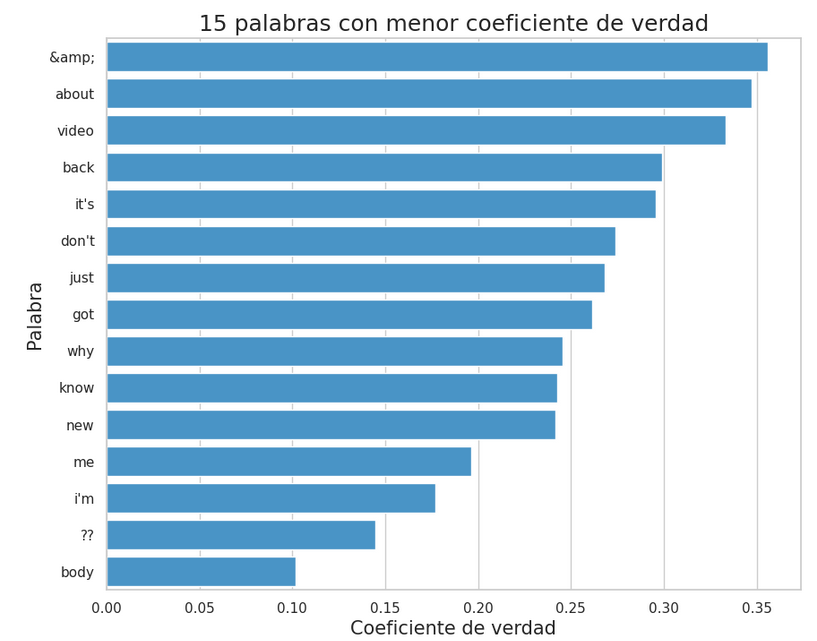 15 palabras con menor coeficiente de verdad
&amp;
about
video
back
it's
don't
just
got
why
know
new
me
i'm
??
body
Palabra
0.00 0.05 0.10 0.15 0.20 0.25 0.30 0.35
Coeficiente de verdad